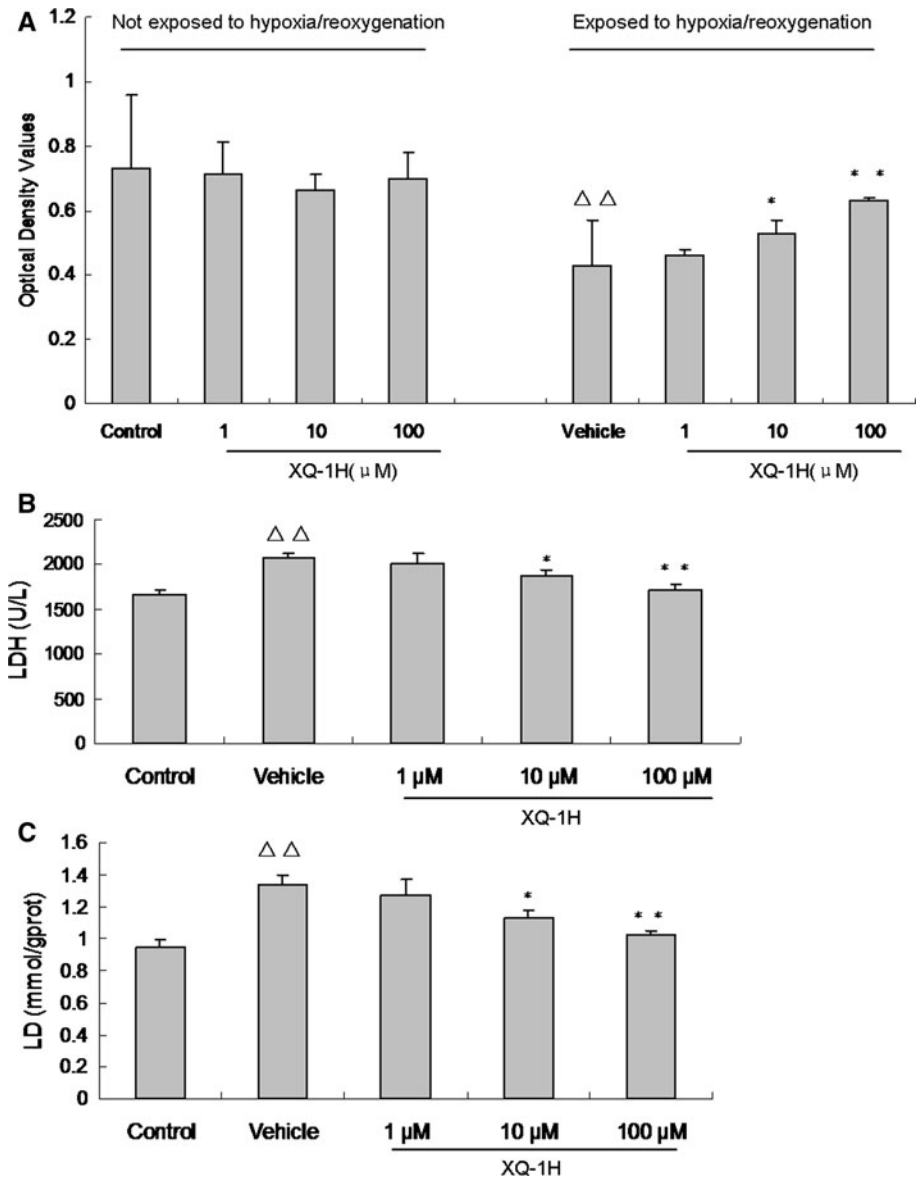 A
Not exposed to hypoxia/reoxygenation
Exposed to hypoxia/reoxygenation
Optical Density Values
1.2
1
0.8
0.6
0.4
0.2
0
△ △
*
* *
Control 1 10 100 Vehicle 1 10 100
XQ-1H( μ M) XQ-1H( μ M)
B
LDH (U/L)
2500
2000
1500
1000
500
0
△ △
*
* *
Control Vehicle 1 μM 10 μM 100 μM
XQ-1H
C
LD (mmol/gprot)
1.6
1.4
1.2
1
0.8
0.6
0.4
0.2
0
△ △
*
* *
Control Vehicle 1 μM 10 μM 100 μM
XQ-1H